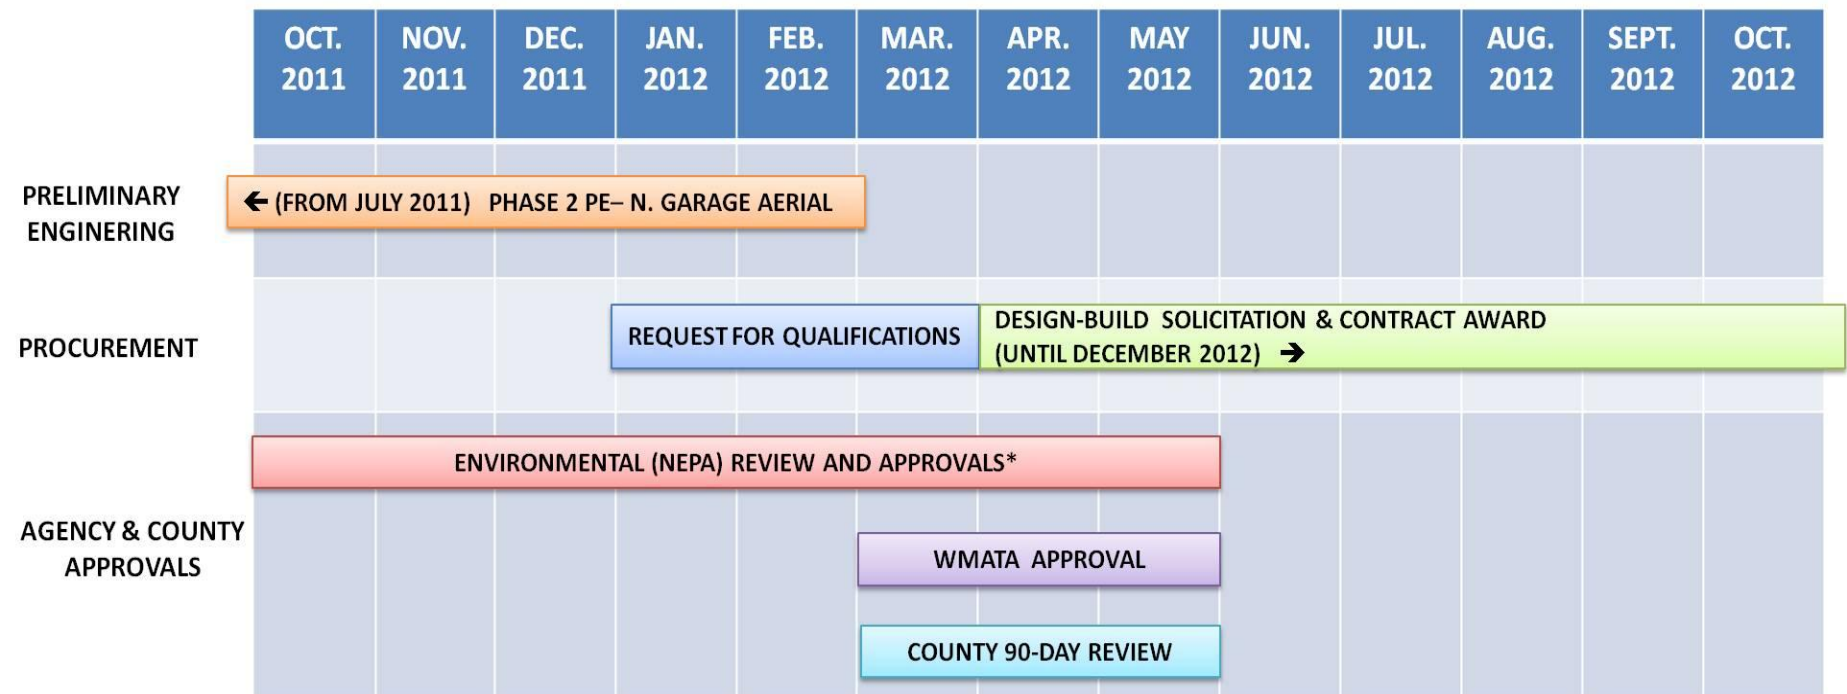 OCT. 2011
NOV. 2011
DEC. 2011
JAN. 2012
FEB. 2012
MAR. 2012
APR. 2012
MAY 2012
JUN. 2012
JUL. 2012
AUG. 2012
SEPT. 2012
OCT. 2012
PRELIMINARY
ENGINERING
← (FROM JULY 2011) PHASE 2 PE– N. GARAGE AERIAL
PROCUREMENT
REQUEST FOR QUALIFICATIONS
DESIGN-BUILD SOLICITATION & CONTRACT AWARD
(UNTIL DECEMBER 2012) →
AGENCY & COUNTY
APPROVALS
ENVIRONMENTAL (NEPA) REVIEW AND APPROVALS*
WMATA APPROVAL
COUNTY 90-DAY REVIEW